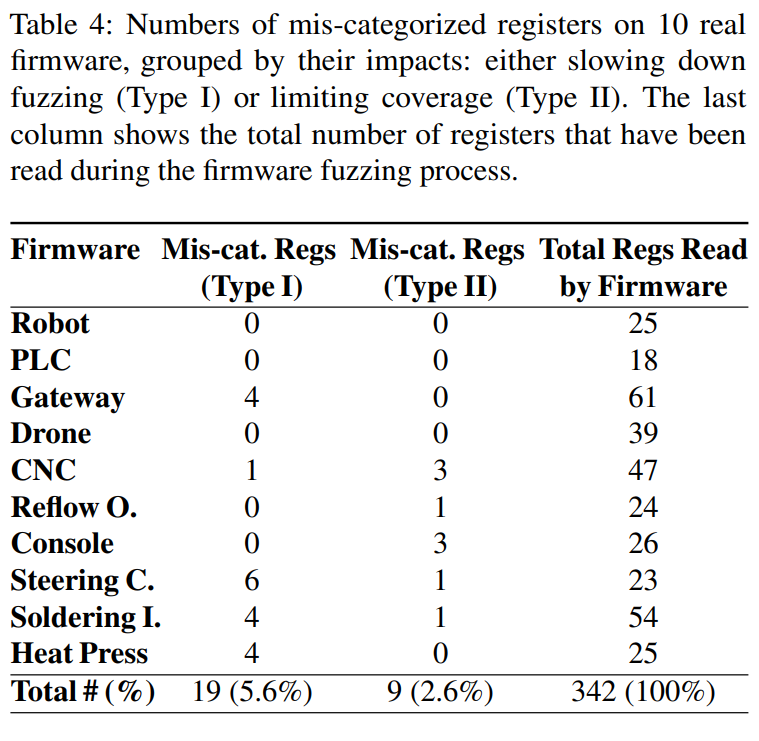 Table 4: Numbers of mis-categorized registers on 10 real
firmware, grouped by their impacts: either slowing down
fuzzing (Type I) or limiting coverage (Type II). The last
column shows the total number of registers that have been
read during the firmware fuzzing process.
Firmware Mis-cat. Regs Mis-cat. Regs Total Regs Read
(Type I) (Type II) by Firmware
Robot 0 0 25
PLC 0 0 18
Gateway 4 0 61
Drone 0 0 39
CNC 1 3 47
Reflow O. 0 1 24
Console 0 3 26
Steering C. 6 1 23
Soldering I. 4 1 54
Heat Press 4 0 25
Total # (%) 19 (5.6%) 9 (2.6%) 342 (100%)